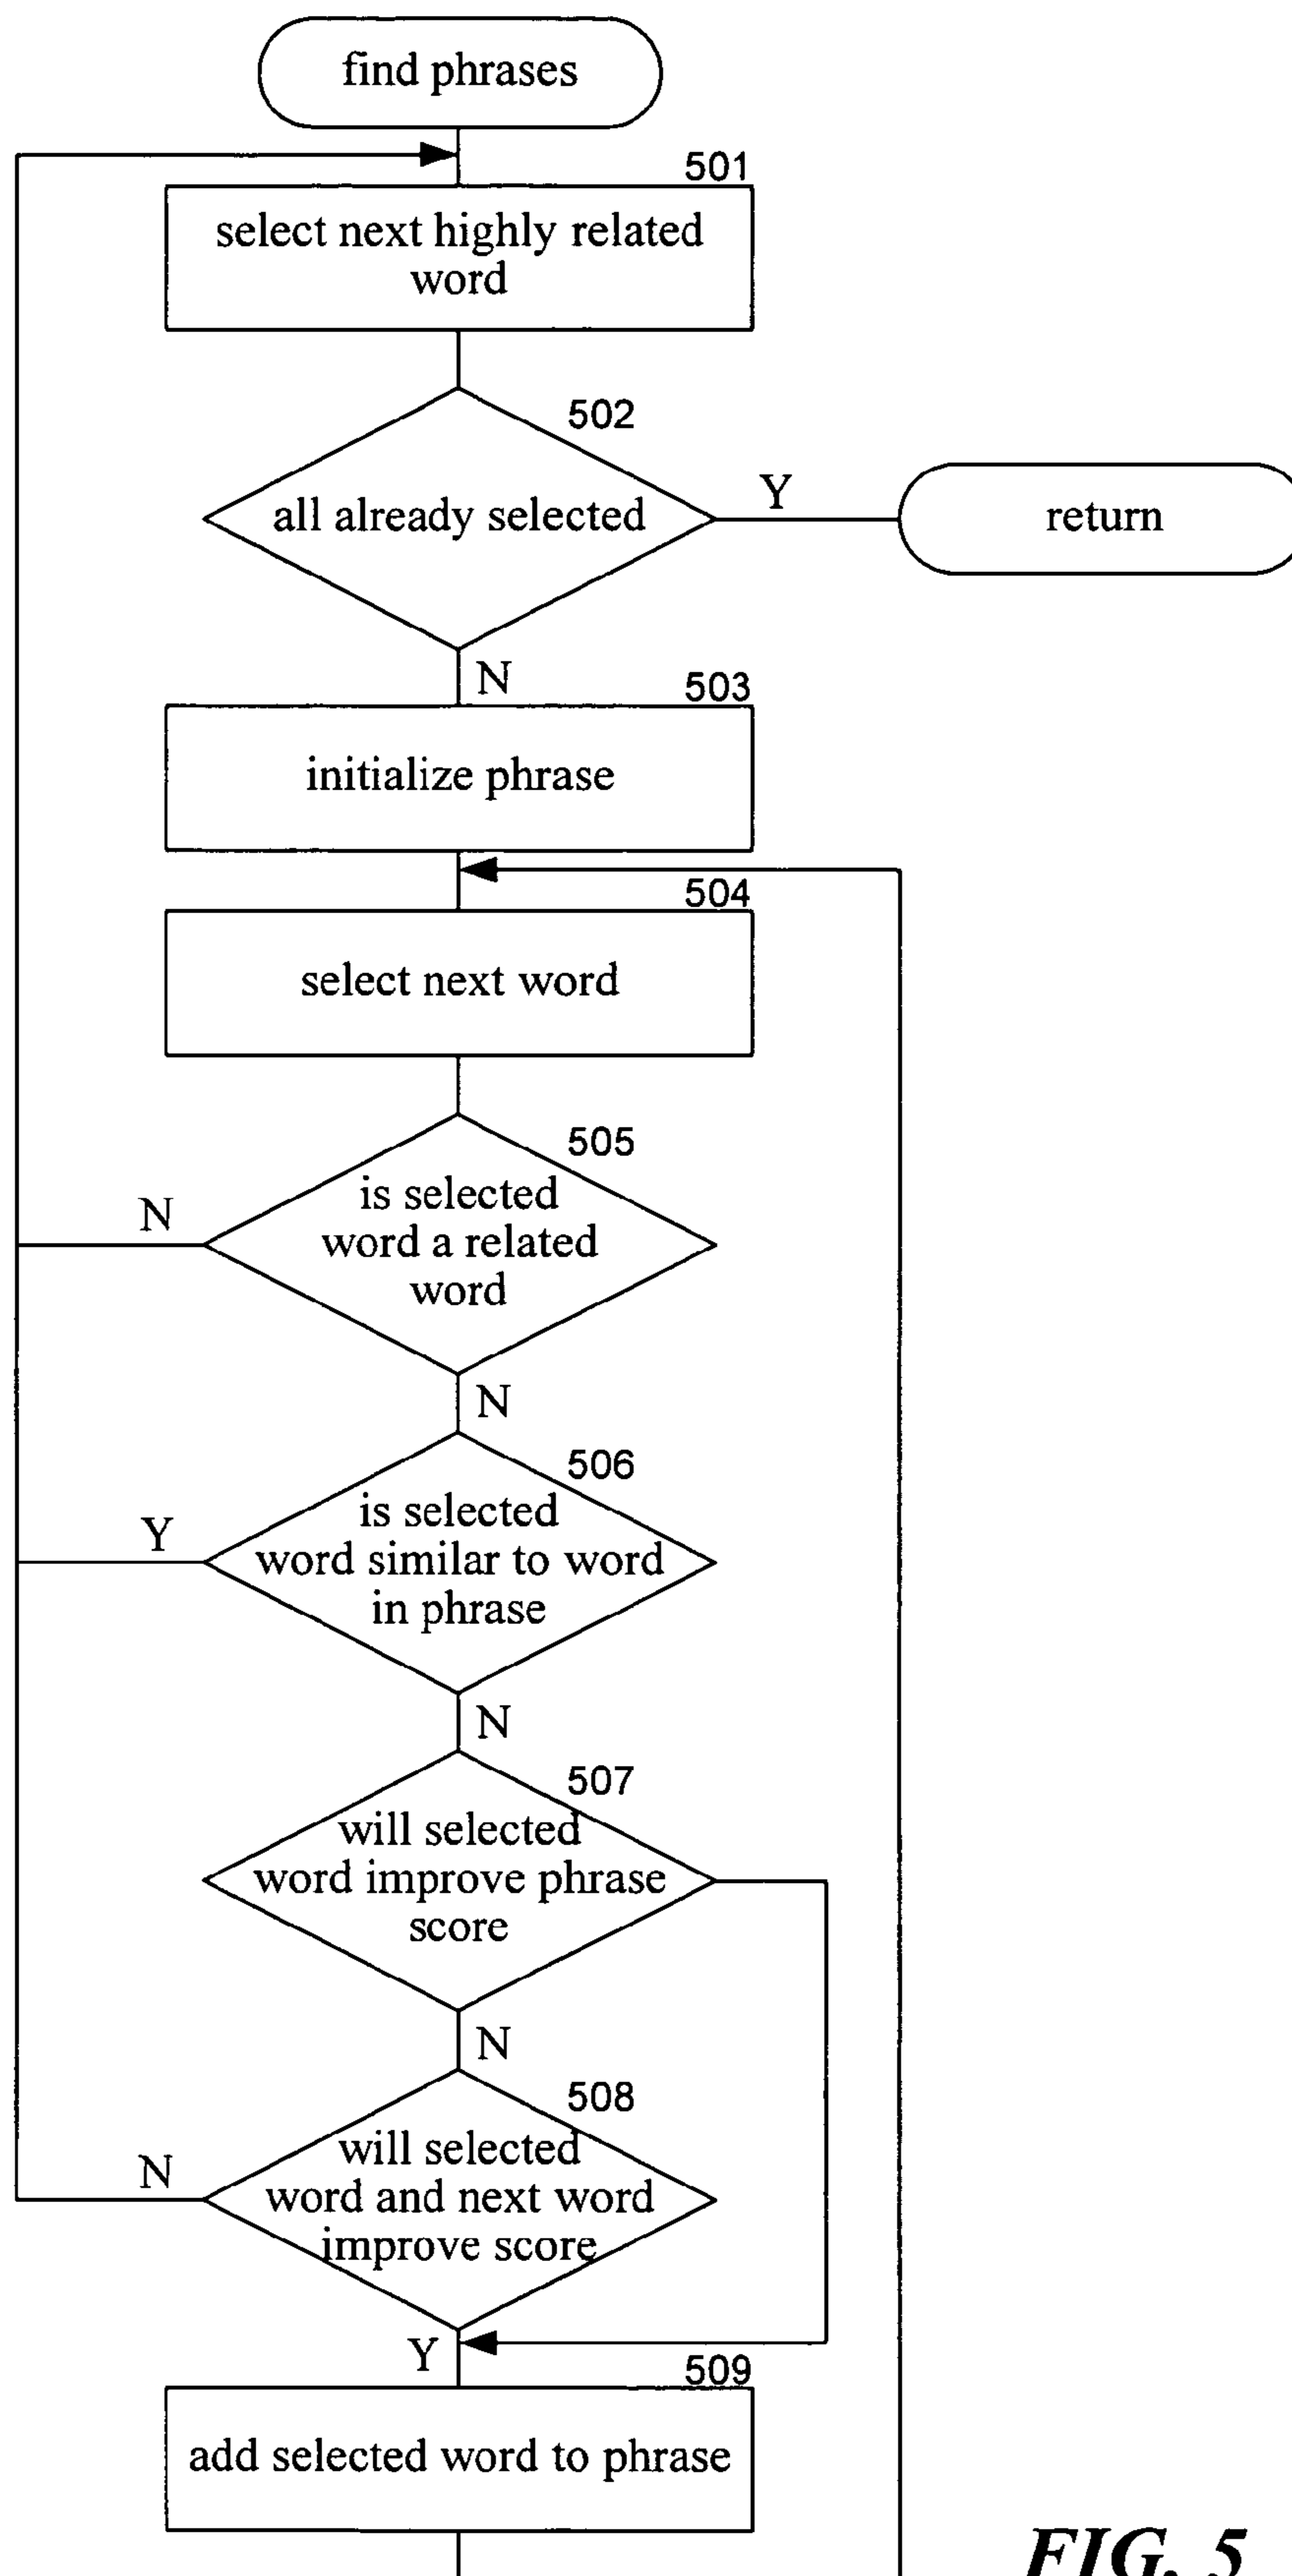 find phrases
501
select next highly related
word
502
all already selected
Y
return
N
503
initialize phrase
504
select next word
505
is selected
word a related
word
N
N
506
is selected
word similar to word
in phrase
Y
N
507
will selected
word improve phrase
score
N
508
will selected
word and next word
improve score
N
Y
509
add selected word to phrase
FIG. 5